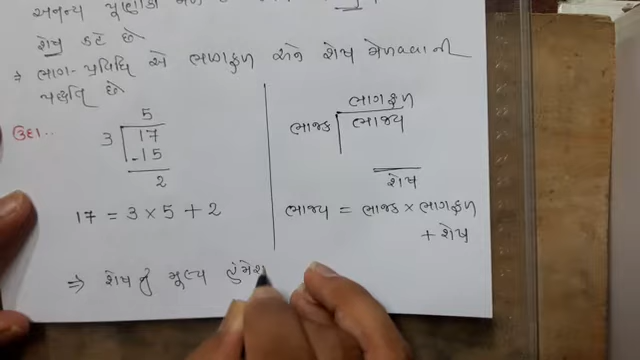 અનન્ય પૂર્ણાંકો
શેષ કહે છે
→ ભાગ-પ્રવિધિ એ ભાગફળ અને શેષ મેળવવાની
પદ્ધતિ છે
ઉદા..
5
3 17
-15
2
17 = 3 × 5 + 2
ભાગફળ
ભાજક ભાજ્ય
શેષ
ભાજ્ય = ભાજક × ભાગફળ
+ શેષ
⇒ શેષ નું મૂલ્ય હંમેશ